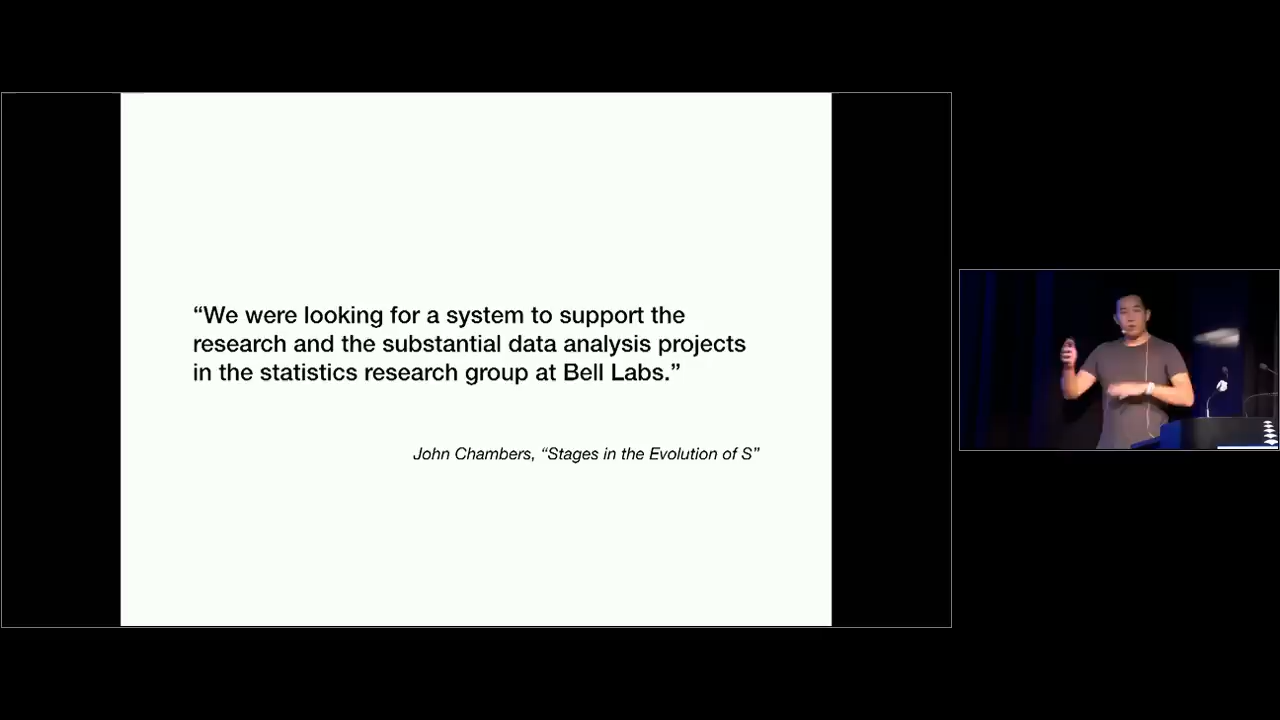 “We were looking for a system to support the
research and the substantial data analysis projects
in the statistics research group at Bell Labs.”
John Chambers, “Stages in the Evolution of S”